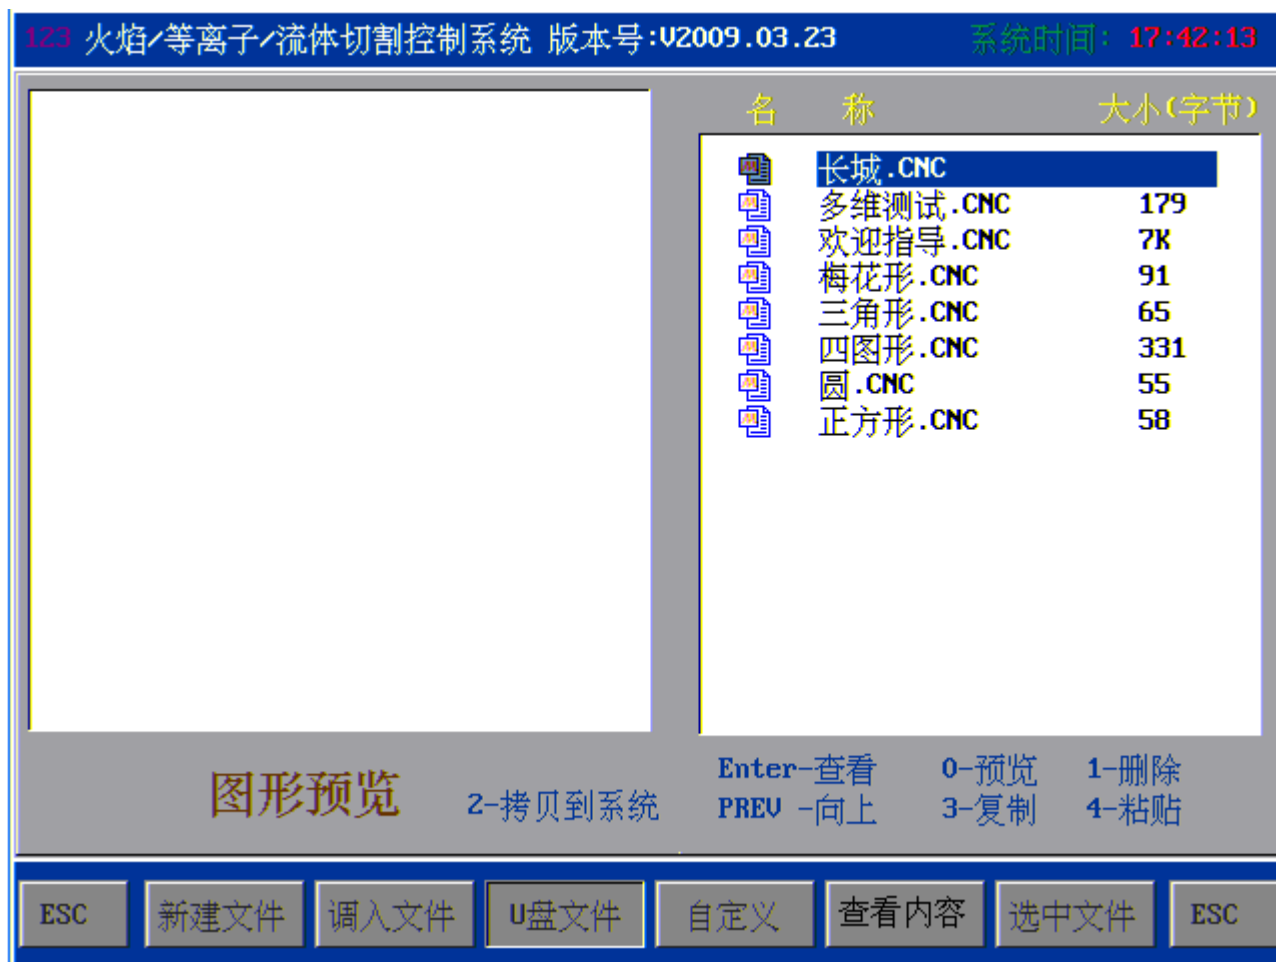 123 火焰/等离子/流体切割控制系统 版本号:V2009.03.23 系统时间: 17:42:13
名 称 大小(字节)
长城.CNC
多维测试.CNC 179
欢迎指导.CNC 7K
梅花形.CNC 91
三角形.CNC 65
四图形.CNC 331
圆.CNC 55
正方形.CNC 58
图形预览 2-拷贝到系统
Enter-查看 0-预览 1-删除
PREV -向上 3-复制 4-粘贴
ESC 新建文件 调入文件 U盘文件 自定义 查看内容 选中文件 ESC